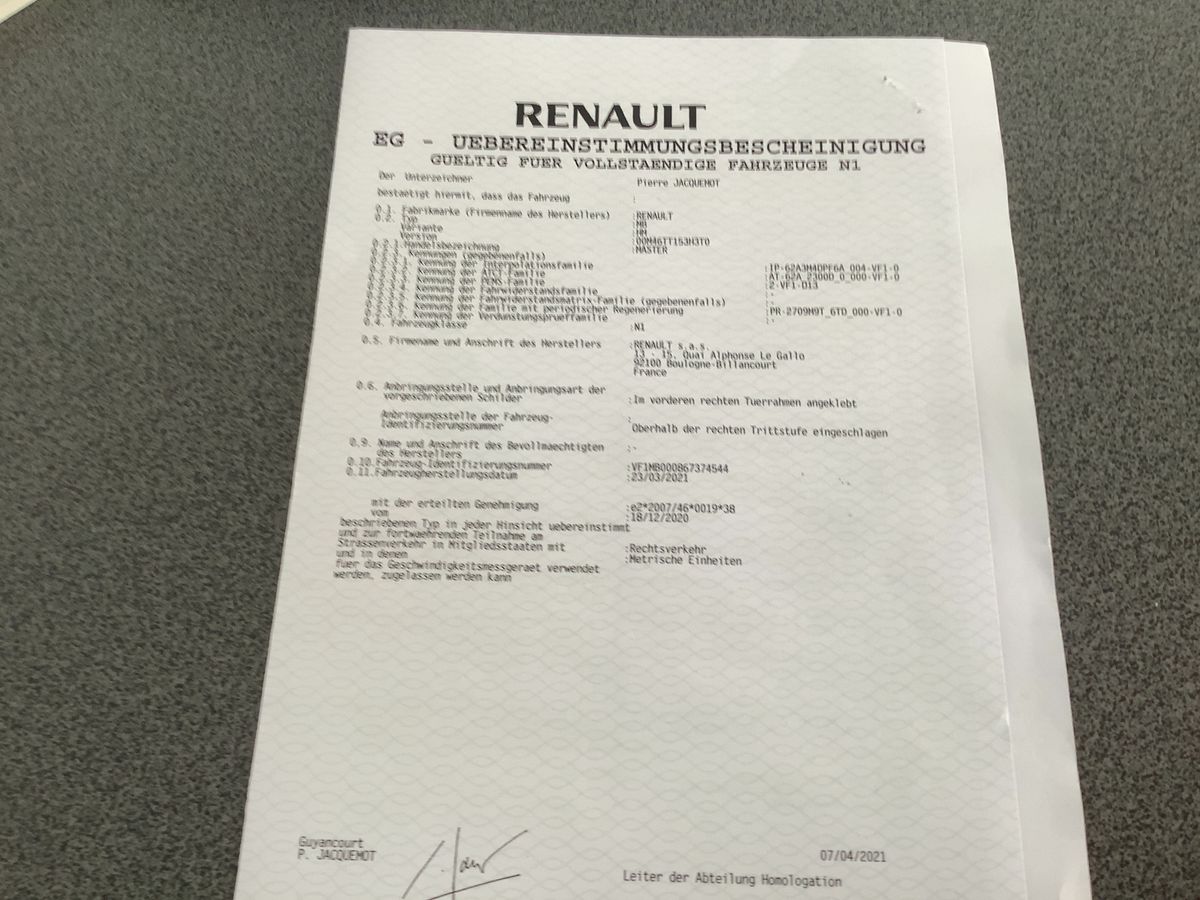 RENAULT
EG - UEBEREINSTIMMUNGSBESCHEINIGUNG
GUELTIG FUER VOLLSTAENDIGE FAHRZEUGE N1
Der Unterzeichner Pierre JACQUEMOT
bestaetigt hiermit, dass das Fahrzeug :
0.1. Fabrikmarke (Firmenname des Herstellers) :RENAULT
0.2. Typ :MB
Variante :HM
Version :00M46TT153H3T0
0.2.1.Handelsbezeichnung :MASTER
Kennungen (gegebenenfalls)
Kennung der Interpolationsfamilie :IP-62A3M4DPF6A_004-VF1-0
Kennung der ATCT-Familie :AT-62A_2300D_0_000-VF1-0
Kennung der PEMS-Familie :2-VF1-D13
Kennung der Fahrwiderstandsfamilie :-
Kennung der Fahrwiderstandsmatrix-Familie (gegebenenfalls) :-
Kennung der Familie mit periodischer Regenerierung :PR-2709M9T_6TD_000-VF1-0
Kennung der Verdunstungsprueffamilie :-
0.4. Fahrzeugklasse :N1
0.5. Firmename und Anschrift des Herstellers :RENAULT s.a.s.
13 - 15, Quai Alphonse Le Gallo
92100 Boulogne-Billancourt
France
0.6. Anbringungsstelle und Anbringungsart der
vorgeschriebenen Schilder :Im vorderen rechten Tuerrahmen angeklebt
Anbringungsstelle der Fahrzeug- :
Identifizierungsnummer Oberhalb der rechten Trittstufe eingeschlagen
0.9. Name und Anschrift des Bevollmaechtigten :-
des Herstellers
0.10.Fahrzeug-Identifizierungsnummer :VF1MB000867374544
0.11.Fahrzeugherstellungsdatum :23/03/2021
mit der erteilten Genehmigung :e2*2007/46*0019*38
vom :18/12/2020
beschriebenen Typ in jeder Hinsicht uebereinstimmt
und zur fortwaehrenden Teilnahme am
Strassenverkehr in Mitgliedsstaaten mit :Rechtsverkehr
und in denen :Metrische Einheiten
fuer das Geschwindigkeitsmessgeraet verwendet
werden, zugelassen werden kann
Guyancourt
P. JACQUEMOT 07/04/2021
Leiter der Abteilung Homologation